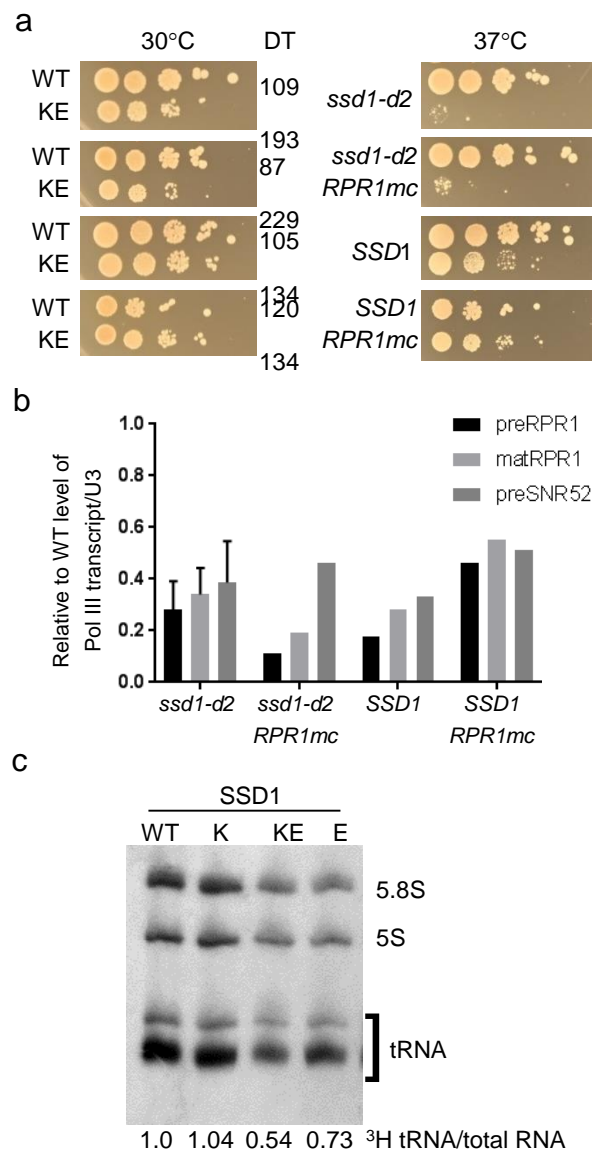 a
30°C DT 37°C
WT 109
KE
ssd1-d2
193
WT 87
KE
ssd1-d2
RPR1mc
229
WT 105
KE
SSD1
134
WT 120
KE
SSD1
RPR1mc
134
b
Relative to WT level of
Pol III transcript/U3
1.0
0.8
0.6
0.4
0.2
0.0
preRPR1
matRPR1
preSNR52
ssd1-d2 ssd1-d2 SSD1 SSD1
RPR1mc RPR1mc
c
SSD1
WT K KE E
5.8S
5S
tRNA
1.0 1.04 0.54 0.73 ³H tRNA/total RNA